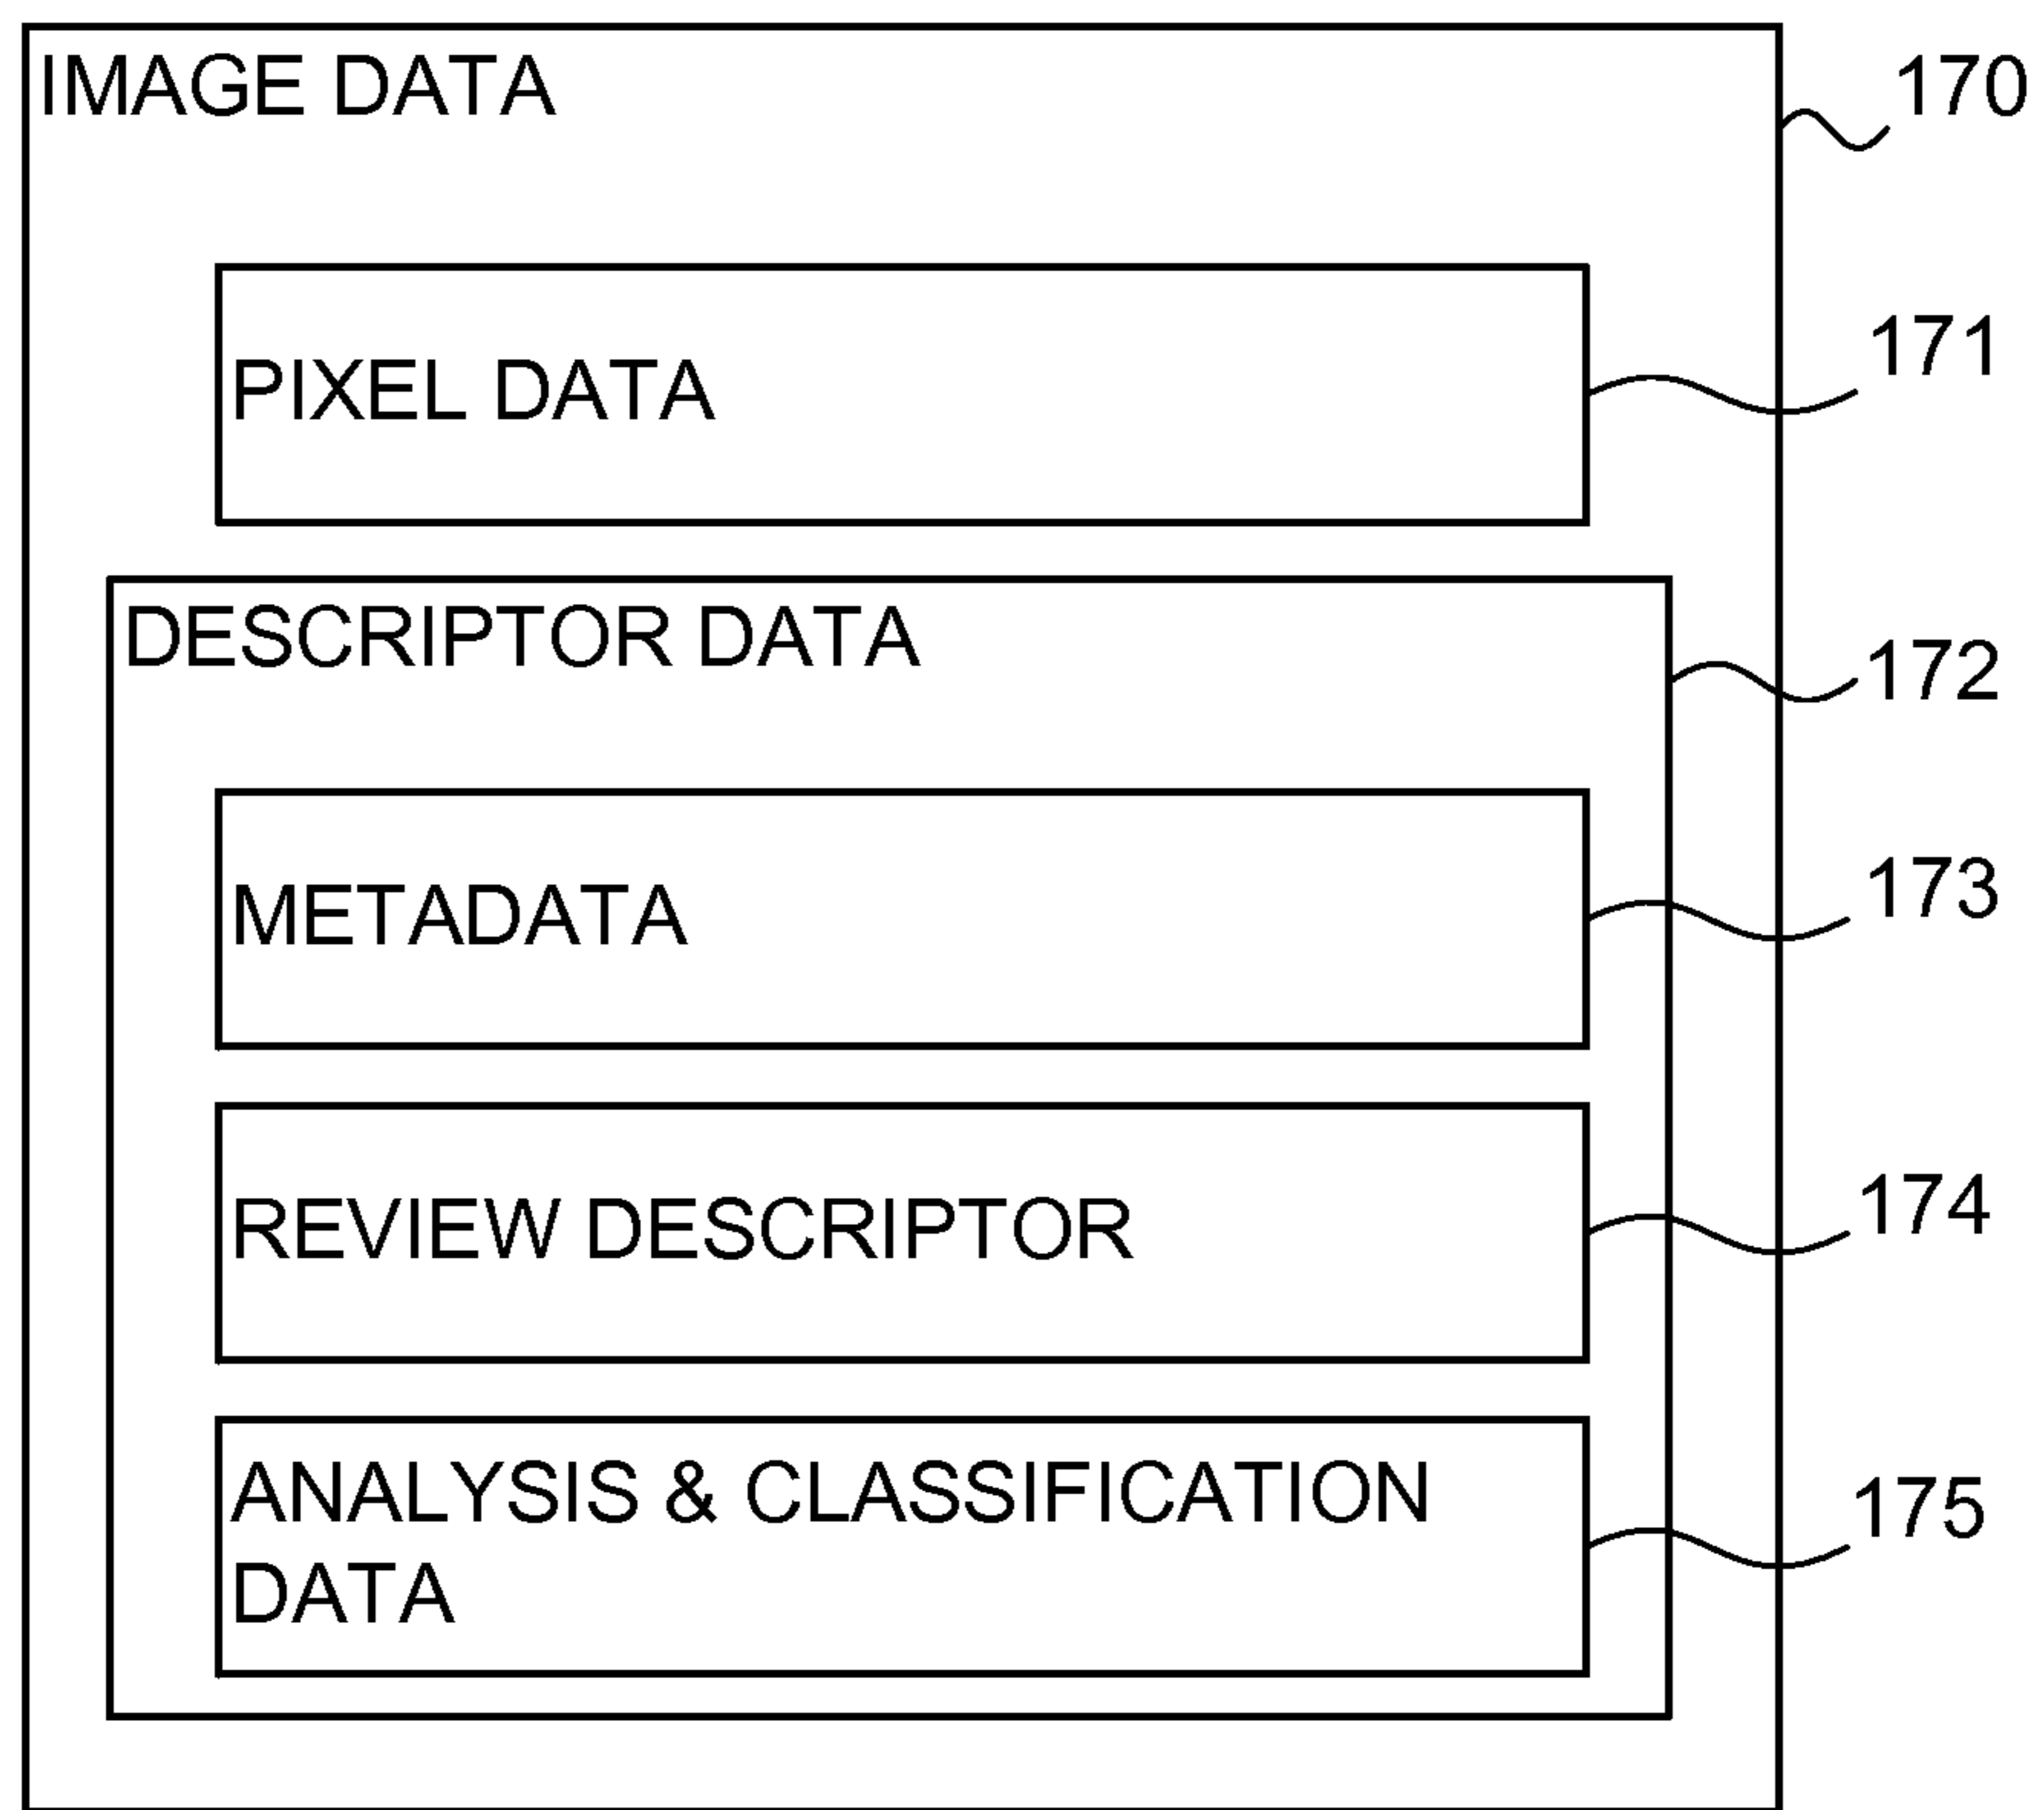 IMAGE DATA
170
PIXEL DATA
171
DESCRIPTOR DATA
172
METADATA
173
REVIEW DESCRIPTOR
174
ANALYSIS & CLASSIFICATION
DATA
175